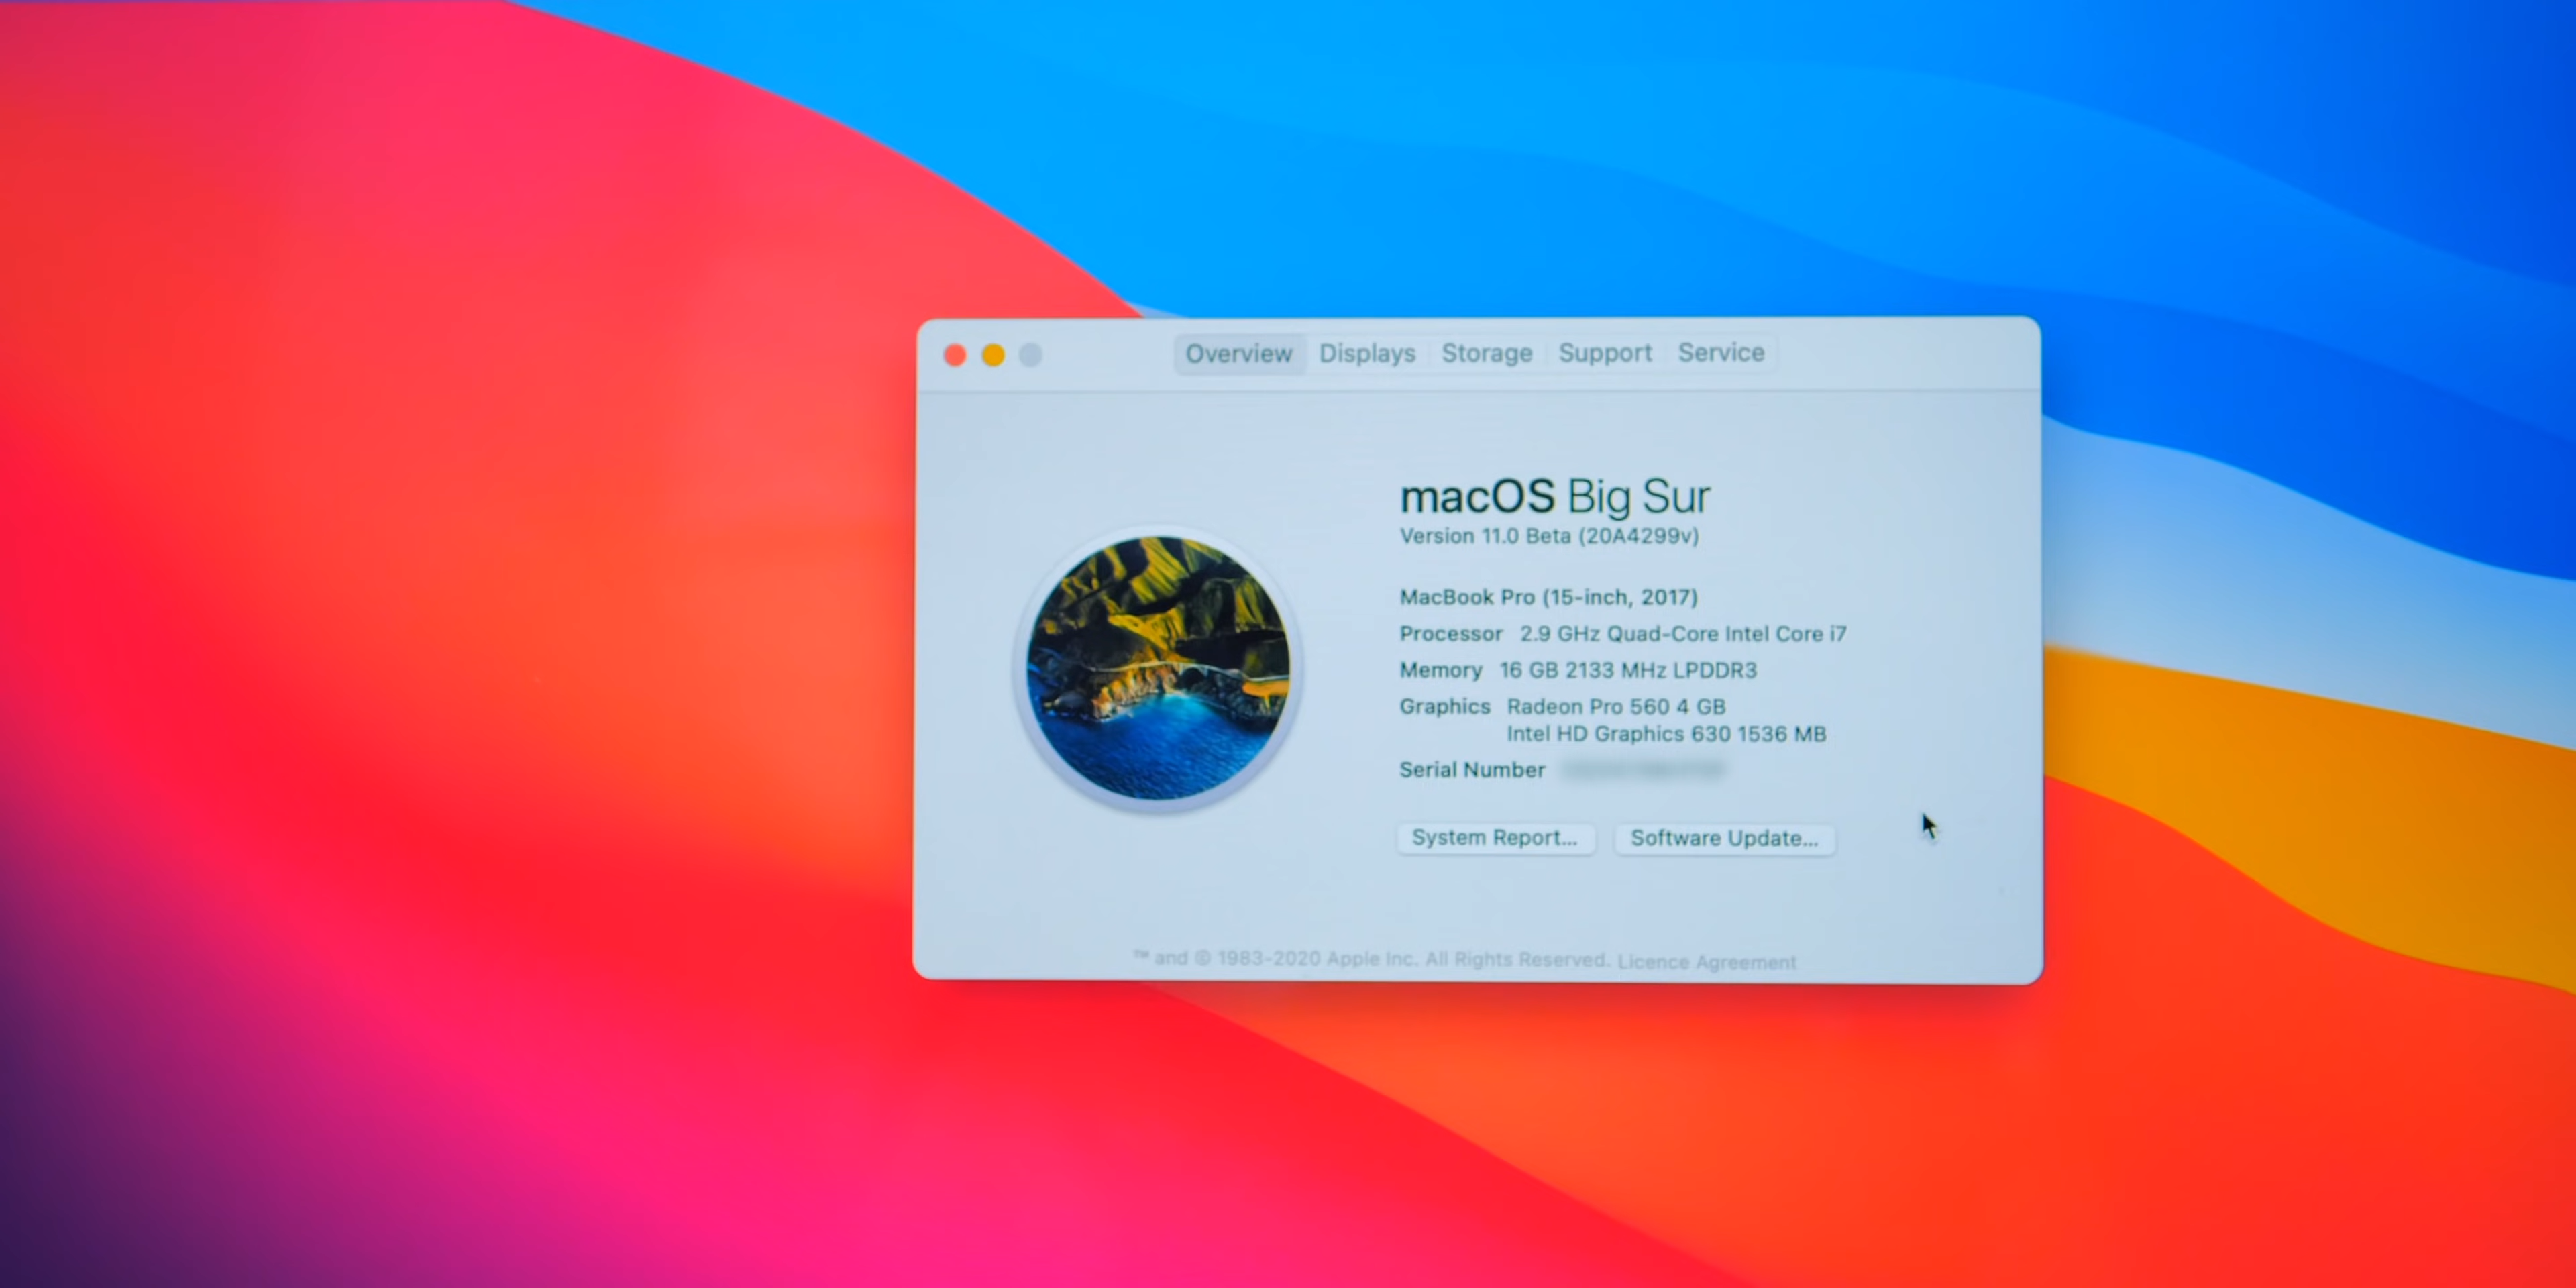 Overview Displays Storage Support Service
macOS Big Sur
Version 11.0 Beta (20A4299v)
MacBook Pro (15-inch, 2017)
Processor 2.9 GHz Quad-Core Intel Core i7
Memory 16 GB 2133 MHz LPDDR3
Graphics Radeon Pro 560 4 GB
Intel HD Graphics 630 1536 MB
Serial Number
System Report... Software Update...
™ and © 1983-2020 Apple Inc. All Rights Reserved. Licence Agreement